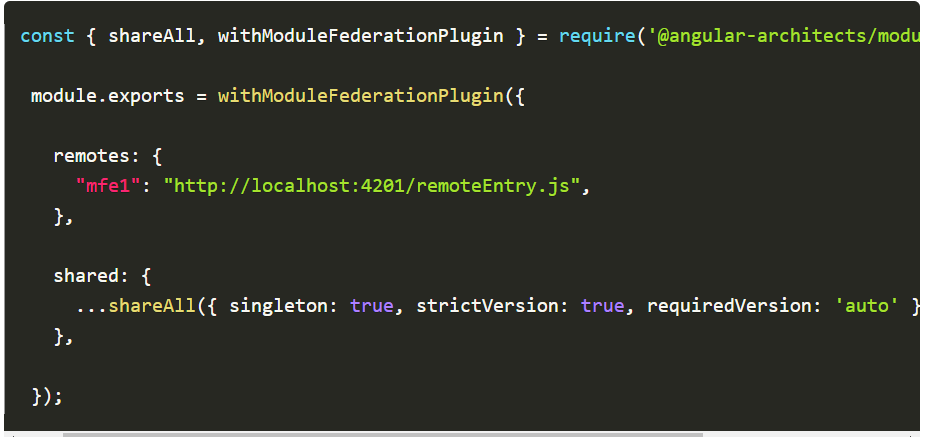 const { shareAll, withModuleFederationPlugin } = require('@angular-architects/modu
module.exports = withModuleFederationPlugin({
remotes: {
"mfe1": "http://localhost:4201/remoteEntry.js",
},
shared: {
...shareAll({ singleton: true, strictVersion: true, requiredVersion: 'auto' }
},
});